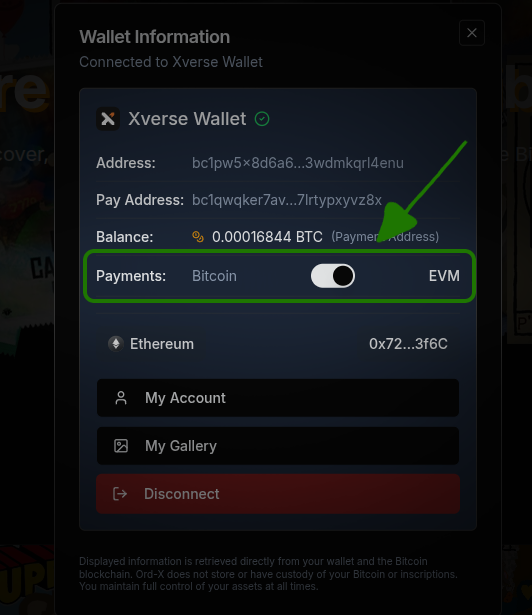 Wallet Information
Connected to Xverse Wallet
Xverse Wallet
Address: bc1pw5×8d6a6...3wdmkqrl4enu
Pay Address: bc1qwqker7av...7lrtypxyvz8x
Balance: 0.00016844 BTC (Payment Address)
Payments: Bitcoin EVM
Ethereum 0x72...3f6C
My Account
My Gallery
Disconnect
Displayed information is retrieved directly from your wallet and the Bitcoin
blockchain. Ord-X does not store or have custody of your Bitcoin or inscriptions.
You maintain full control of your assets at all times.